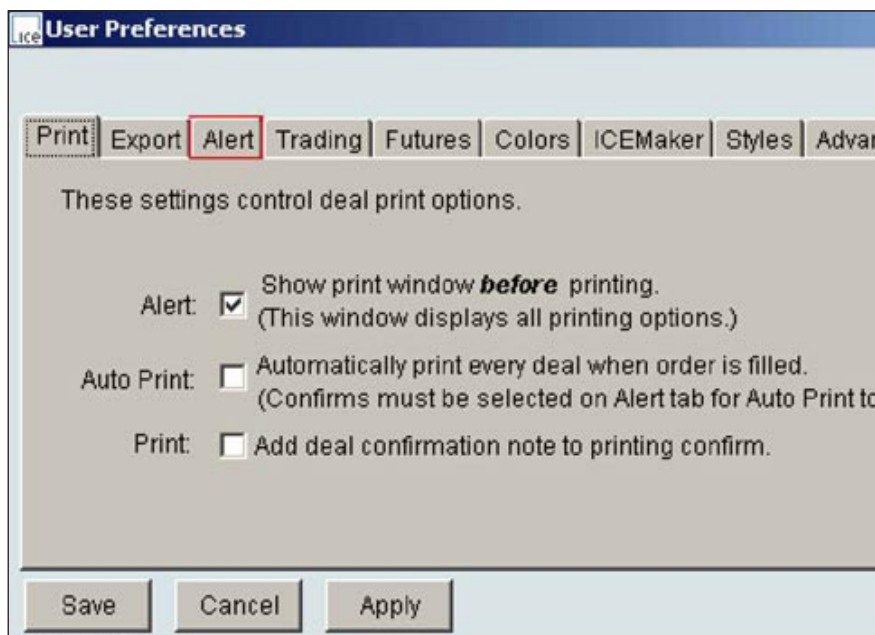 ice User Preferences
Print Export Alert Trading Futures Colors ICEMaker Styles Advan
These settings control deal print options.
Alert: Show print window before printing.
(This window displays all printing options.)
Auto Print: Automatically print every deal when order is filled.
(Confirms must be selected on Alert tab for Auto Print to
Print: Add deal confirmation note to printing confirm.
Save Cancel Apply